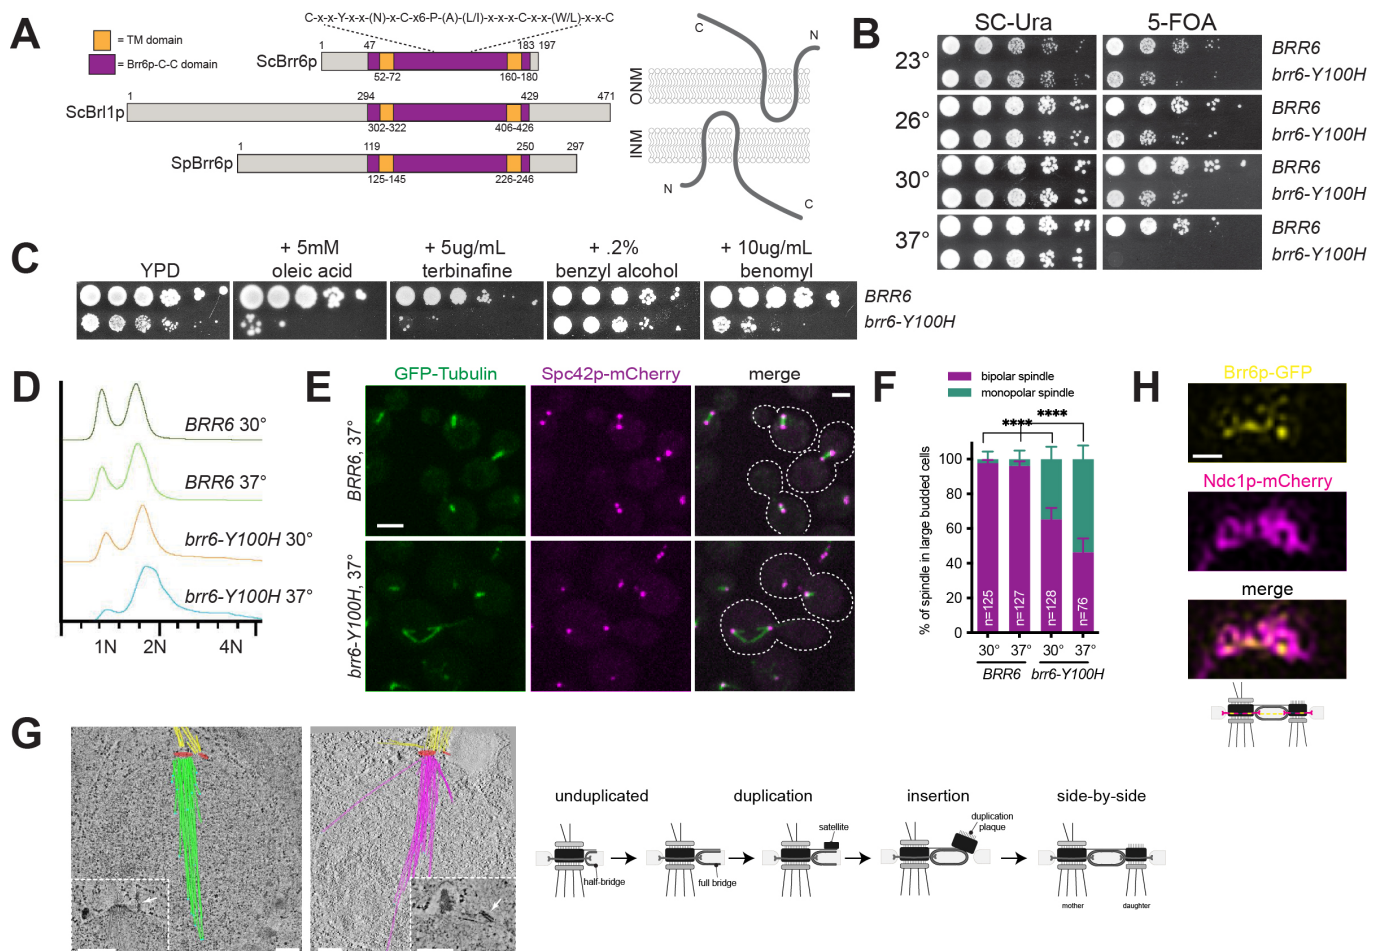 A
C-x-x-Y-x-x-(N)-x-C-x6-P-(A)-(L/I)-x-x-x-C-x-x-(W/L)-x-x-C
= TM domain
= Brr6p-C-C domain
1 47 183 197
ScBrr6p
52-72 160-180
1 294 429 471
ScBrl1p
302-322 406-426
1 119 250 297
SpBrr6p
125-145 226-246
C N
ONM
INM
N C
B
SC-Ura 5-FOA
23° BRR6
brr6-Y100H
26° BRR6
brr6-Y100H
30° BRR6
brr6-Y100H
37° BRR6
brr6-Y100H
C
YPD
+ 5mM
oleic acid
+ 5ug/mL
terbinafine
+ .2%
benzyl alcohol
+ 10ug/mL
benomyl
BRR6
brr6-Y100H
D
BRR6 30°
BRR6 37°
brr6-Y100H 30°
brr6-Y100H 37°
1N 2N 4N
E
GFP-Tubulin Spc42p-mCherry merge
BRR6, 37°
brr6-Y100H, 37°
F
bipolar spindle
monopolar spindle
**** ****
% of spindle in large budded cells
100
80
60
40
20
0
n=125 n=127 n=128 n=76
30° 37° 30° 37°
BRR6 brr6-Y100H
H
Brr6p-GFP
Ndc1p-mCherry
merge
G
unduplicated duplication insertion side-by-side
half-bridge
full bridge
satellite
duplication
plaque
mother daughter